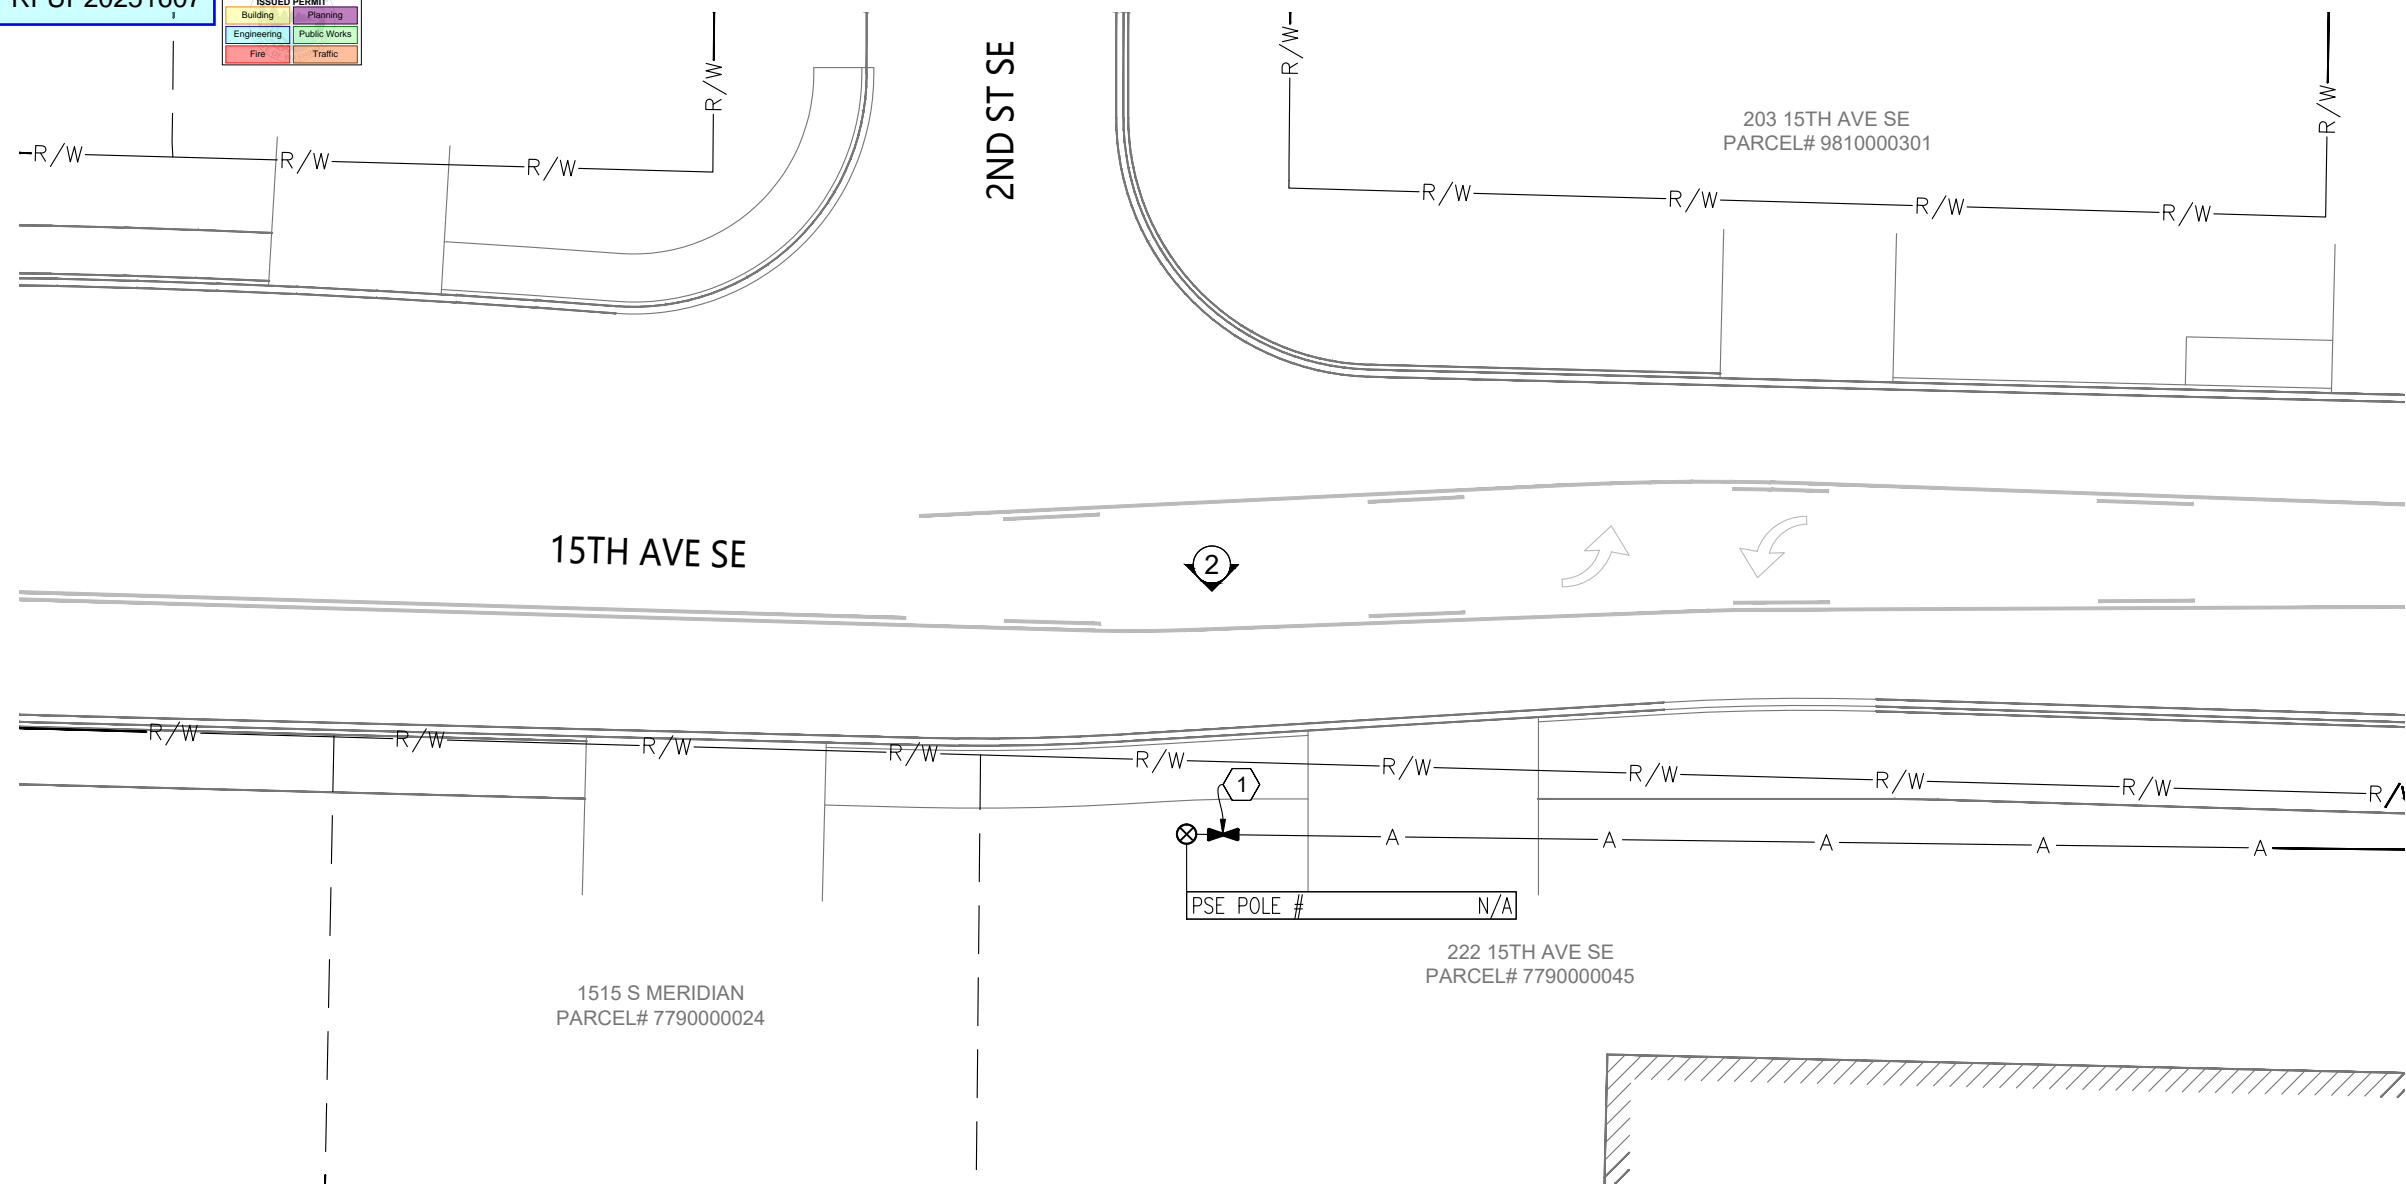 ISSUED PERMIT
Building Planning
Engineering Public Works
Fire Traffic
R/W
R/W
R/W
R/W
2ND ST SE
R/W
R/W
203 15TH AVE SE
PARCEL# 9810000301
R/W
R/W
R/W
R/W
15TH AVE SE
2
R/W
R/W
R/W
R/W
R/W
R/W
R/W
R/W
R/W
1
A
A
A
A
A
PSE POLE # N/A
222 15TH AVE SE
PARCEL# 7790000045
1515 S MERIDIAN
PARCEL# 7790000024